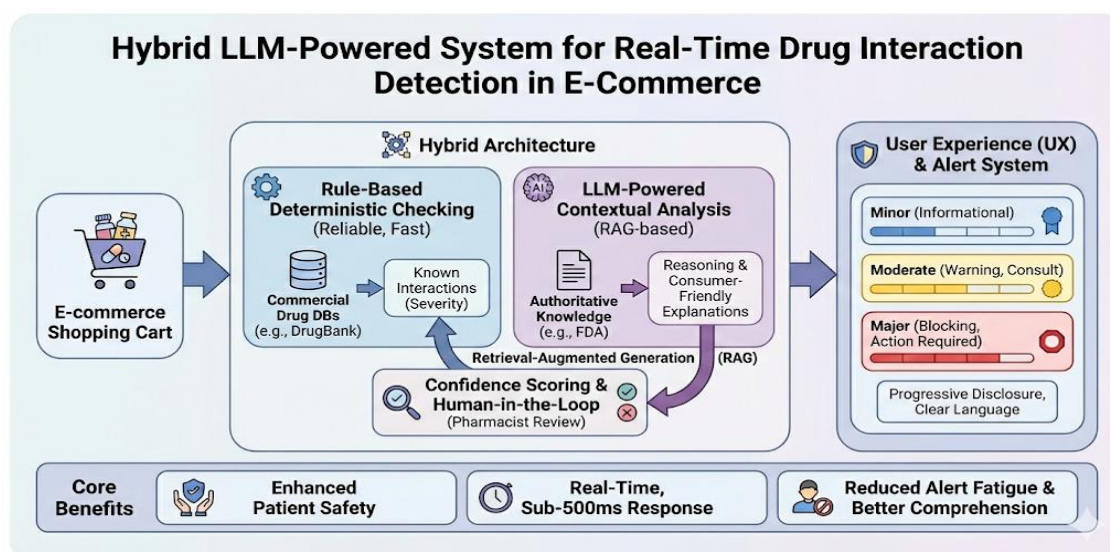 Hybrid LLM-Powered System for Real-Time Drug Interaction
Detection in E-Commerce
E-commerce
Shopping Cart
Hybrid Architecture
Rule-Based
Deterministic Checking
(Reliable, Fast)
Commercial
Drug DBs
(e.g., DrugBank)
Known
Interactions
(Severity)
AI
LLM-Powered
Contextual Analysis
(RAG-based)
Authoritative
Knowledge
(e.g., FDA)
Reasoning &
Consumer-
Friendly
Explanations
Retrieval-Augmented Generation (RAG)
Confidence Scoring &
Human-in-the-Loop
(Pharmacist Review)
User Experience (UX)
& Alert System
Minor (Informational)
Moderate (Warning, Consult)
Major (Blocking,
Action Required)
Progressive Disclosure,
Clear Language
Core
Benefits
Enhanced
Patient Safety
Real-Time,
Sub-500ms Response
Reduced Alert Fatigue &
Better Comprehension